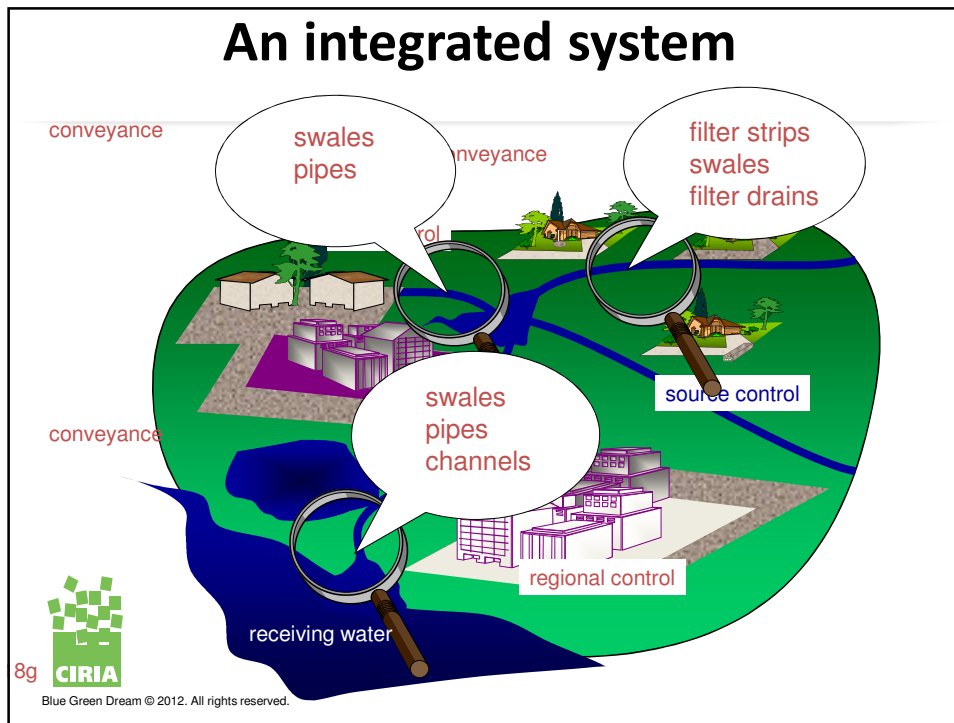 An integrated system
conveyance
swales
pipes
filter strips
swales
filter drains
source control
swales
pipes
channels
conveyance
regional control
receiving water
8g
CIRIA
Blue Green Dream © 2012. All rights reserved.